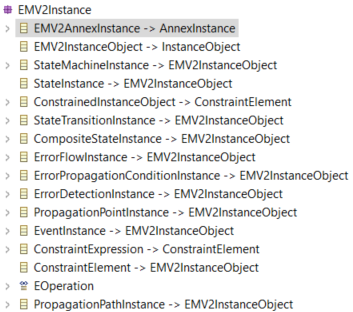 EMV2Instance
EMV2AnnexInstance -> AnnexInstance
EMV2InstanceObject -> InstanceObject
StateMachineInstance -> EMV2InstanceObject
StateInstance -> EMV2InstanceObject
ConstrainedInstanceObject -> ConstraintElement
StateTransitionInstance -> EMV2InstanceObject
CompositeStateInstance -> EMV2InstanceObject
ErrorFlowInstance -> EMV2InstanceObject
ErrorPropagationConditionInstance -> EMV2InstanceObject
ErrorDetectionInstance -> EMV2InstanceObject
PropagationPointInstance -> EMV2InstanceObject
EventInstance -> EMV2InstanceObject
ConstraintExpression -> ConstraintElement
ConstraintElement -> EMV2InstanceObject
EOperation
PropagationPathInstance -> EMV2InstanceObject